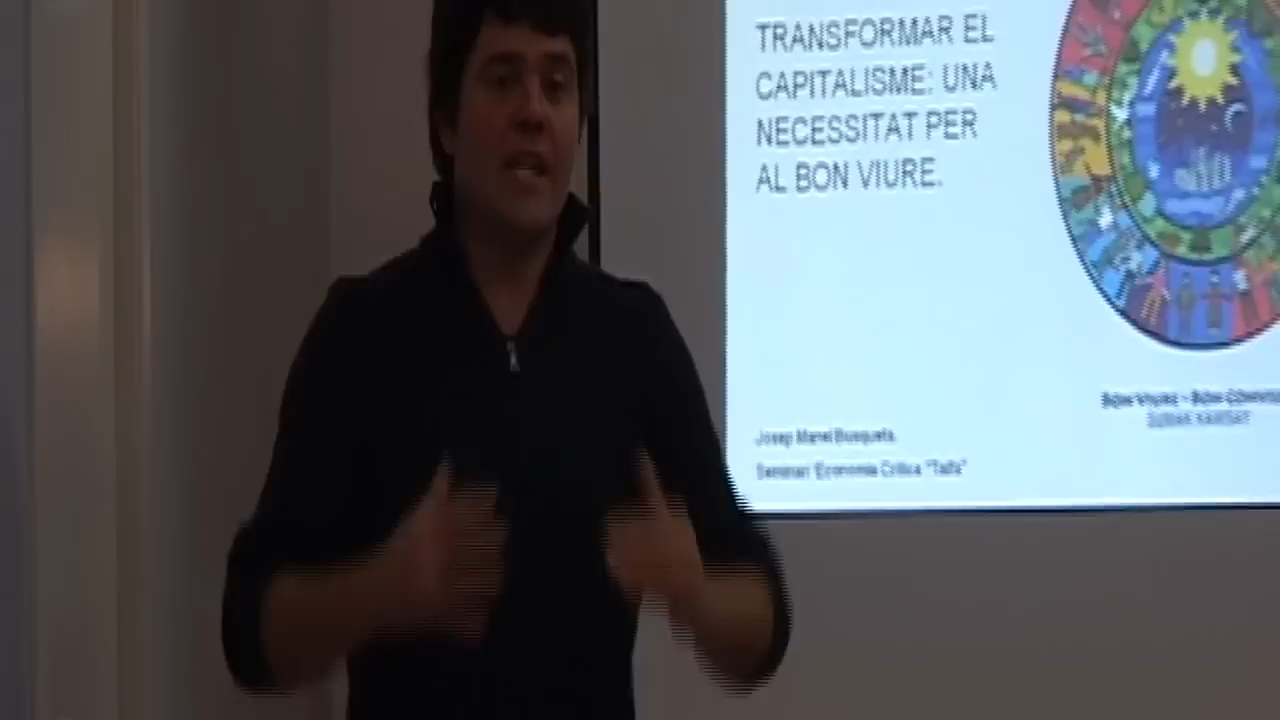 TRANSFORMAR EL
CAPITALISME: UNA
NECESSITAT PER
AL BON VIURE.
Josep Manel Busqueta.
Seminari Economia Crítica "Taifa"